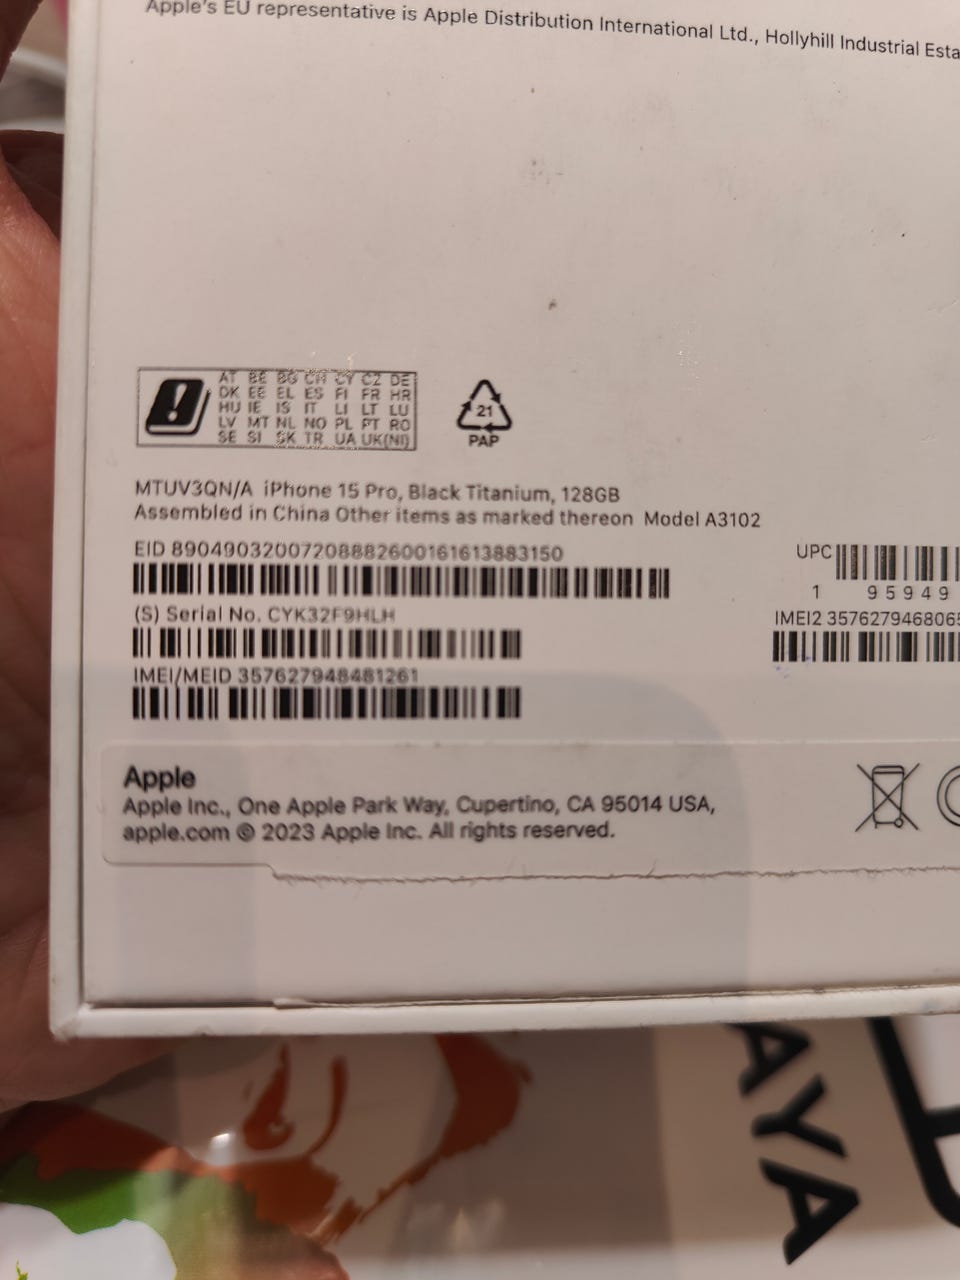 Apple's EU representative is Apple Distribution International Ltd., Hollyhill Industrial Esta
AT BE BG CH CY CZ DE
DK EE EL ES FI FR HR
HU IE IS IT LI LT LU
LV MT NL NO PL PT RO
SE SI SK TR UA UK(NI)
21
PAP
MTUV3QN/A iPhone 15 Pro, Black Titanium, 128GB
Assembled in China Other items as marked thereon Model A3102
EID 89049032007208882600161613883150
UPC
1 95949
(S) Serial No. CYK32F9HLH
IMEI2 3576279468065
IMEI/MEID 357627948481261
Apple
Apple Inc., One Apple Park Way, Cupertino, CA 95014 USA,
apple.com © 2023 Apple Inc. All rights reserved.
AYA